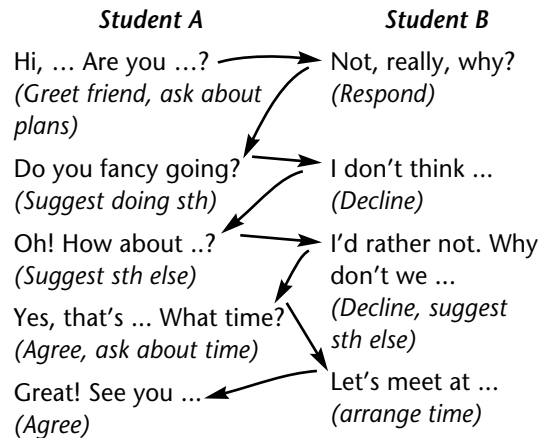 Student A
Student B
Hi, … Are you …?
(Greet friend, ask about
plans)
Not, really, why?
(Respond)
Do you fancy going?
(Suggest doing sth)
I don't think ...
(Decline)
Oh! How about ..?
(Suggest sth else)
I'd rather not. Why
don't we ...
(Decline, suggest
sth else)
Yes, that's ... What time?
(Agree, ask about time)
Let's meet at ...
(arrange time)
Great! See you ...
(Agree)